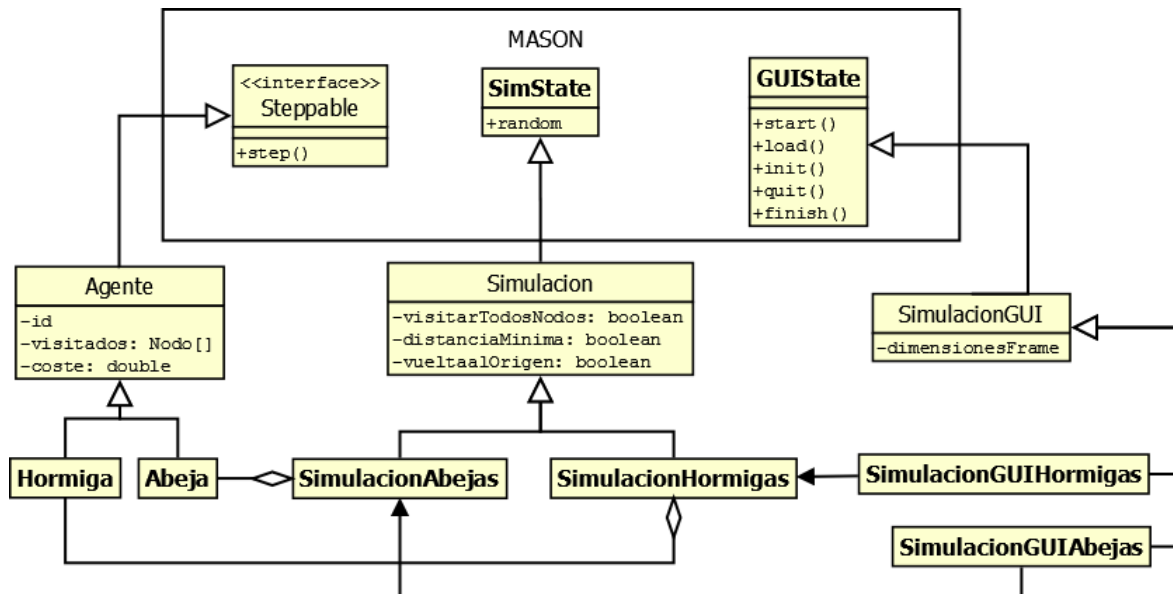 MASON
<<interface>>
Steppable
+step()
SimState
+random
GUIState
+start()
+load()
+init()
+quit()
+finish()
Agente
-id
-visitados: Nodo[]
-coste: double
Simulacion
-visitarTodosNodos: boolean
-distanciaMinima: boolean
-vueltaalOrigen: boolean
SimulacionGUI
-dimensionesFrame
Hormiga
Abeja
SimulacionAbejas
SimulacionHormigas
SimulacionGUIHormigas
SimulacionGUIAbejas